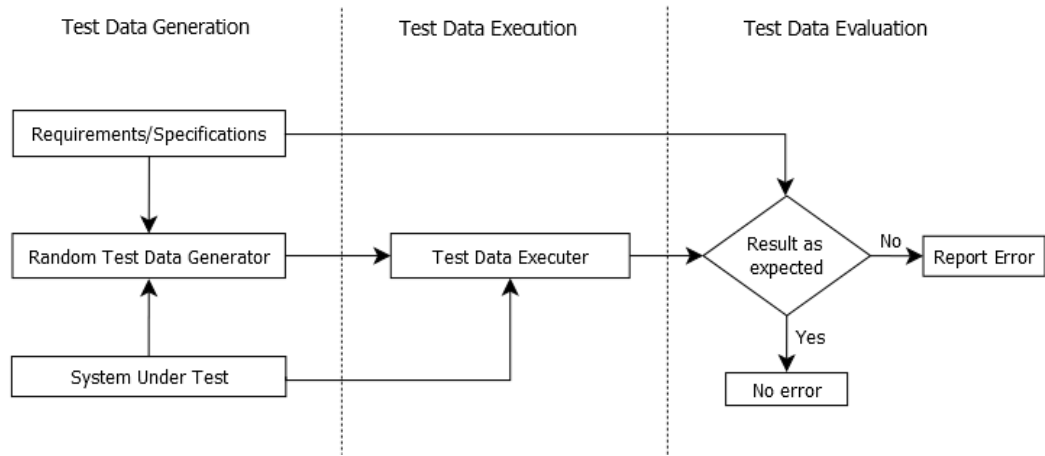 Test Data Generation
Test Data Execution
Test Data Evaluation
Requirements/Specifications
Random Test Data Generator
Test Data Executer
Result as
expected
No
Report Error
Yes
System Under Test
No error